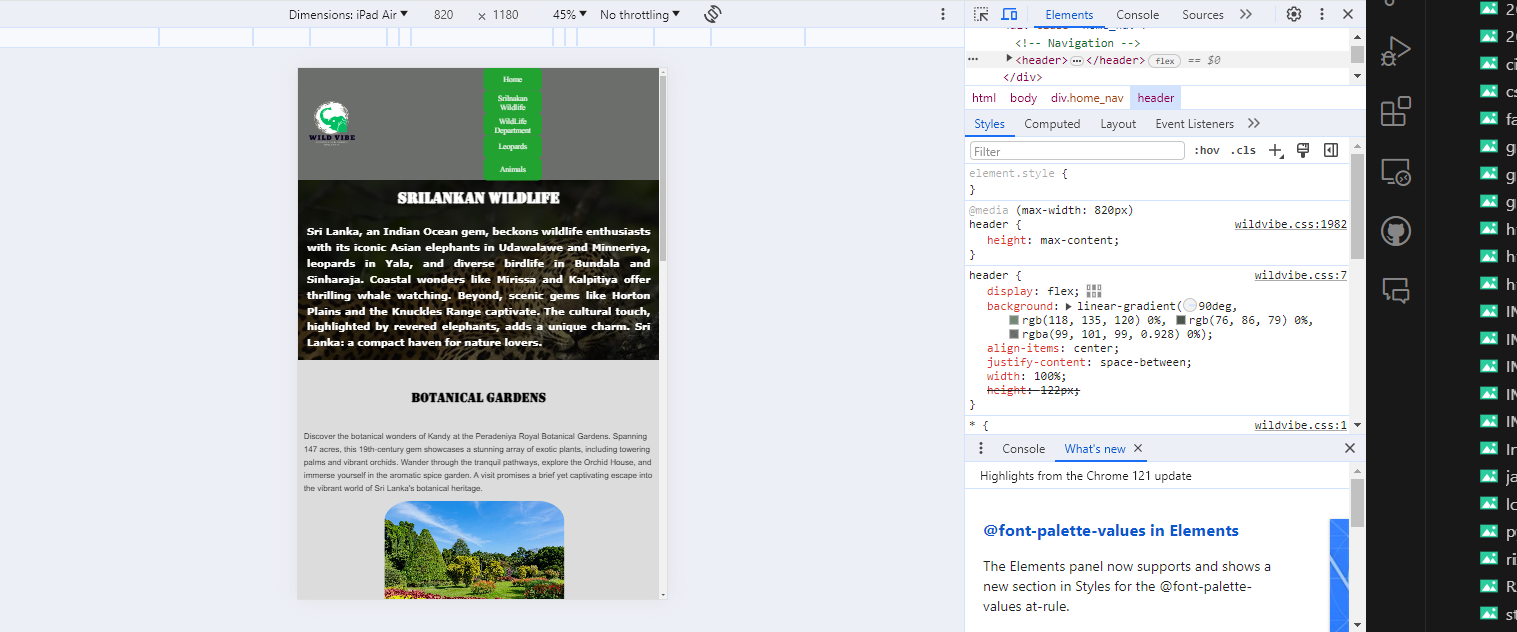 Dimensions: iPad Air ▼ 820 × 1180 45% ▼ No throttling ▼
Home
Srilnakan
Wildlife
WildLife
Department
Leopards
Animals
WILD VIBE
SRILANKAN WILDLIFE
Sri Lanka, an Indian Ocean gem, beckons wildlife enthusiasts
with its iconic Asian elephants in Udawalawe and Minneriya,
leopards in Yala, and diverse birdlife in Bundala and
Sinharaja. Coastal wonders like Mirissa and Kalpitiya offer
thrilling whale watching. Beyond, scenic gems like Horton
Plains and the Knuckles Range captivate. The cultural touch,
highlighted by revered elephants, adds a unique charm. Sri
Lanka: a compact haven for nature lovers.
BOTANICAL GARDENS
Discover the botanical wonders of Kandy at the Peradeniya Royal Botanical Gardens. Spanning
147 acres, this 19th-century gem showcases a stunning array of exotic plants, including towering
palms and vibrant orchids. Wander through the tranquil pathways, explore the Orchid House, and
immerse yourself in the aromatic spice garden. A visit promises a brief yet captivating escape into
the vibrant world of Sri Lanka's botanical heritage.
Elements Console Sources
<!-- Navigation -->
<header> ⋯ </header> flex == $0
</div>
html body div.home_nav header
Styles Computed Layout Event Listeners
Filter :hov .cls
element.style {
}
@media (max-width: 820px)
header { wildvibe.css:1982
height: max-content;
}
header { wildvibe.css:7
display: flex;
background: ▶ linear-gradient(90deg,
rgb(118, 135, 120) 0%, rgb(76, 86, 79) 0%,
rgba(99, 101, 99, 0.928) 0%);
align-items: center;
justify-content: space-between;
width: 100%;
height: 122px;
}
* { wildvibe.css:1
Console What's new
Highlights from the Chrome 121 update
@font-palette-values in Elements
The Elements panel now supports and shows a
new section in Styles for the @font-palette-
values at-rule.